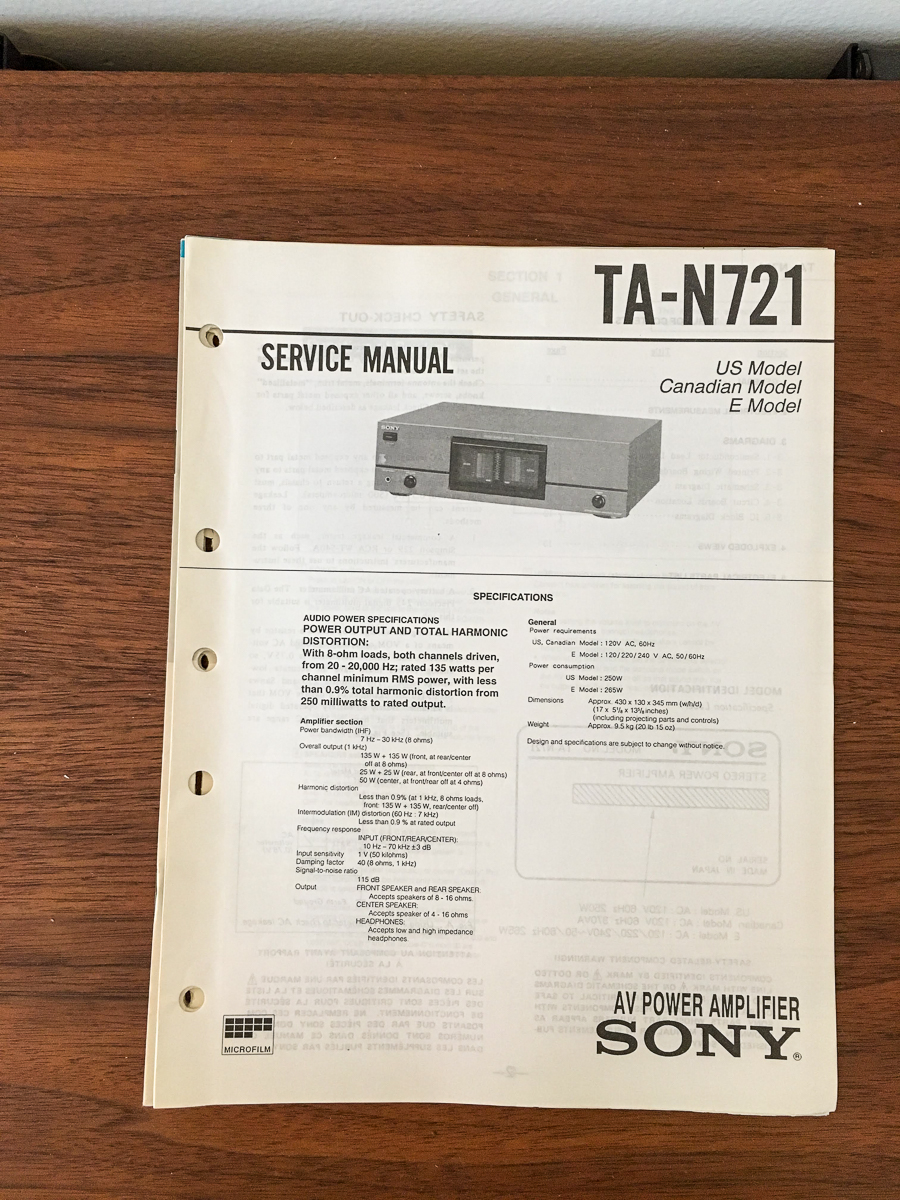 TA-N721
SERVICE MANUAL
US Model
Canadian Model
E Model
SONY
SPECIFICATIONS
AUDIO POWER SPECIFICATIONS
POWER OUTPUT AND TOTAL HARMONIC
DISTORTION:
With 8-ohm loads, both channels driven,
from 20 - 20,000 Hz; rated 135 watts per
channel minimum RMS power, with less
than 0.9% total harmonic distortion from
250 milliwatts to rated output.
Amplifier section
Power bandwidth (IHF)
7 Hz – 30 kHz (8 ohms)
Overall output (1 kHz)
135 W + 135 W (front, at rear/center
off at 8 ohms)
25 W + 25 W (rear, at front/center off at 8 ohms)
50 W (center, at front/rear off at 4 ohms)
Harmonic distortion
Less than 0.9% (at 1 kHz, 8 ohms loads,
front: 135 W + 135 W, rear/center off)
Intermodulation (IM) distortion (60 Hz : 7 kHz)
Less than 0.9 % at rated output
Frequency response
INPUT (FRONT/REAR/CENTER):
10 Hz – 70 kHz ±3 dB
Input sensitivity 1 V (50 kilohms)
Damping factor 40 (8 ohms, 1 kHz)
Signal-to-noise ratio
115 dB
Output FRONT SPEAKER and REAR SPEAKER:
Accepts speakers of 8 - 16 ohms.
CENTER SPEAKER:
Accepts speaker of 4 - 16 ohms
HEADPHONES:
Accepts low and high impedance
headphones.
General
Power requirements
US, Canadian Model : 120V AC, 60Hz
E Model : 120/220/240 V AC, 50/60Hz
Power consumption
US Model : 250W
E Model : 265W
Dimensions Approx. 430 x 130 x 345 mm (w/h/d)
(17 x 5 1/8 x 13 5/8 inches)
(including projecting parts and controls)
Weight Approx. 9.5 kg (20 lb 15 oz)
Design and specifications are subject to change without notice.
MICROFILM
AV POWER AMPLIFIER
SONY®